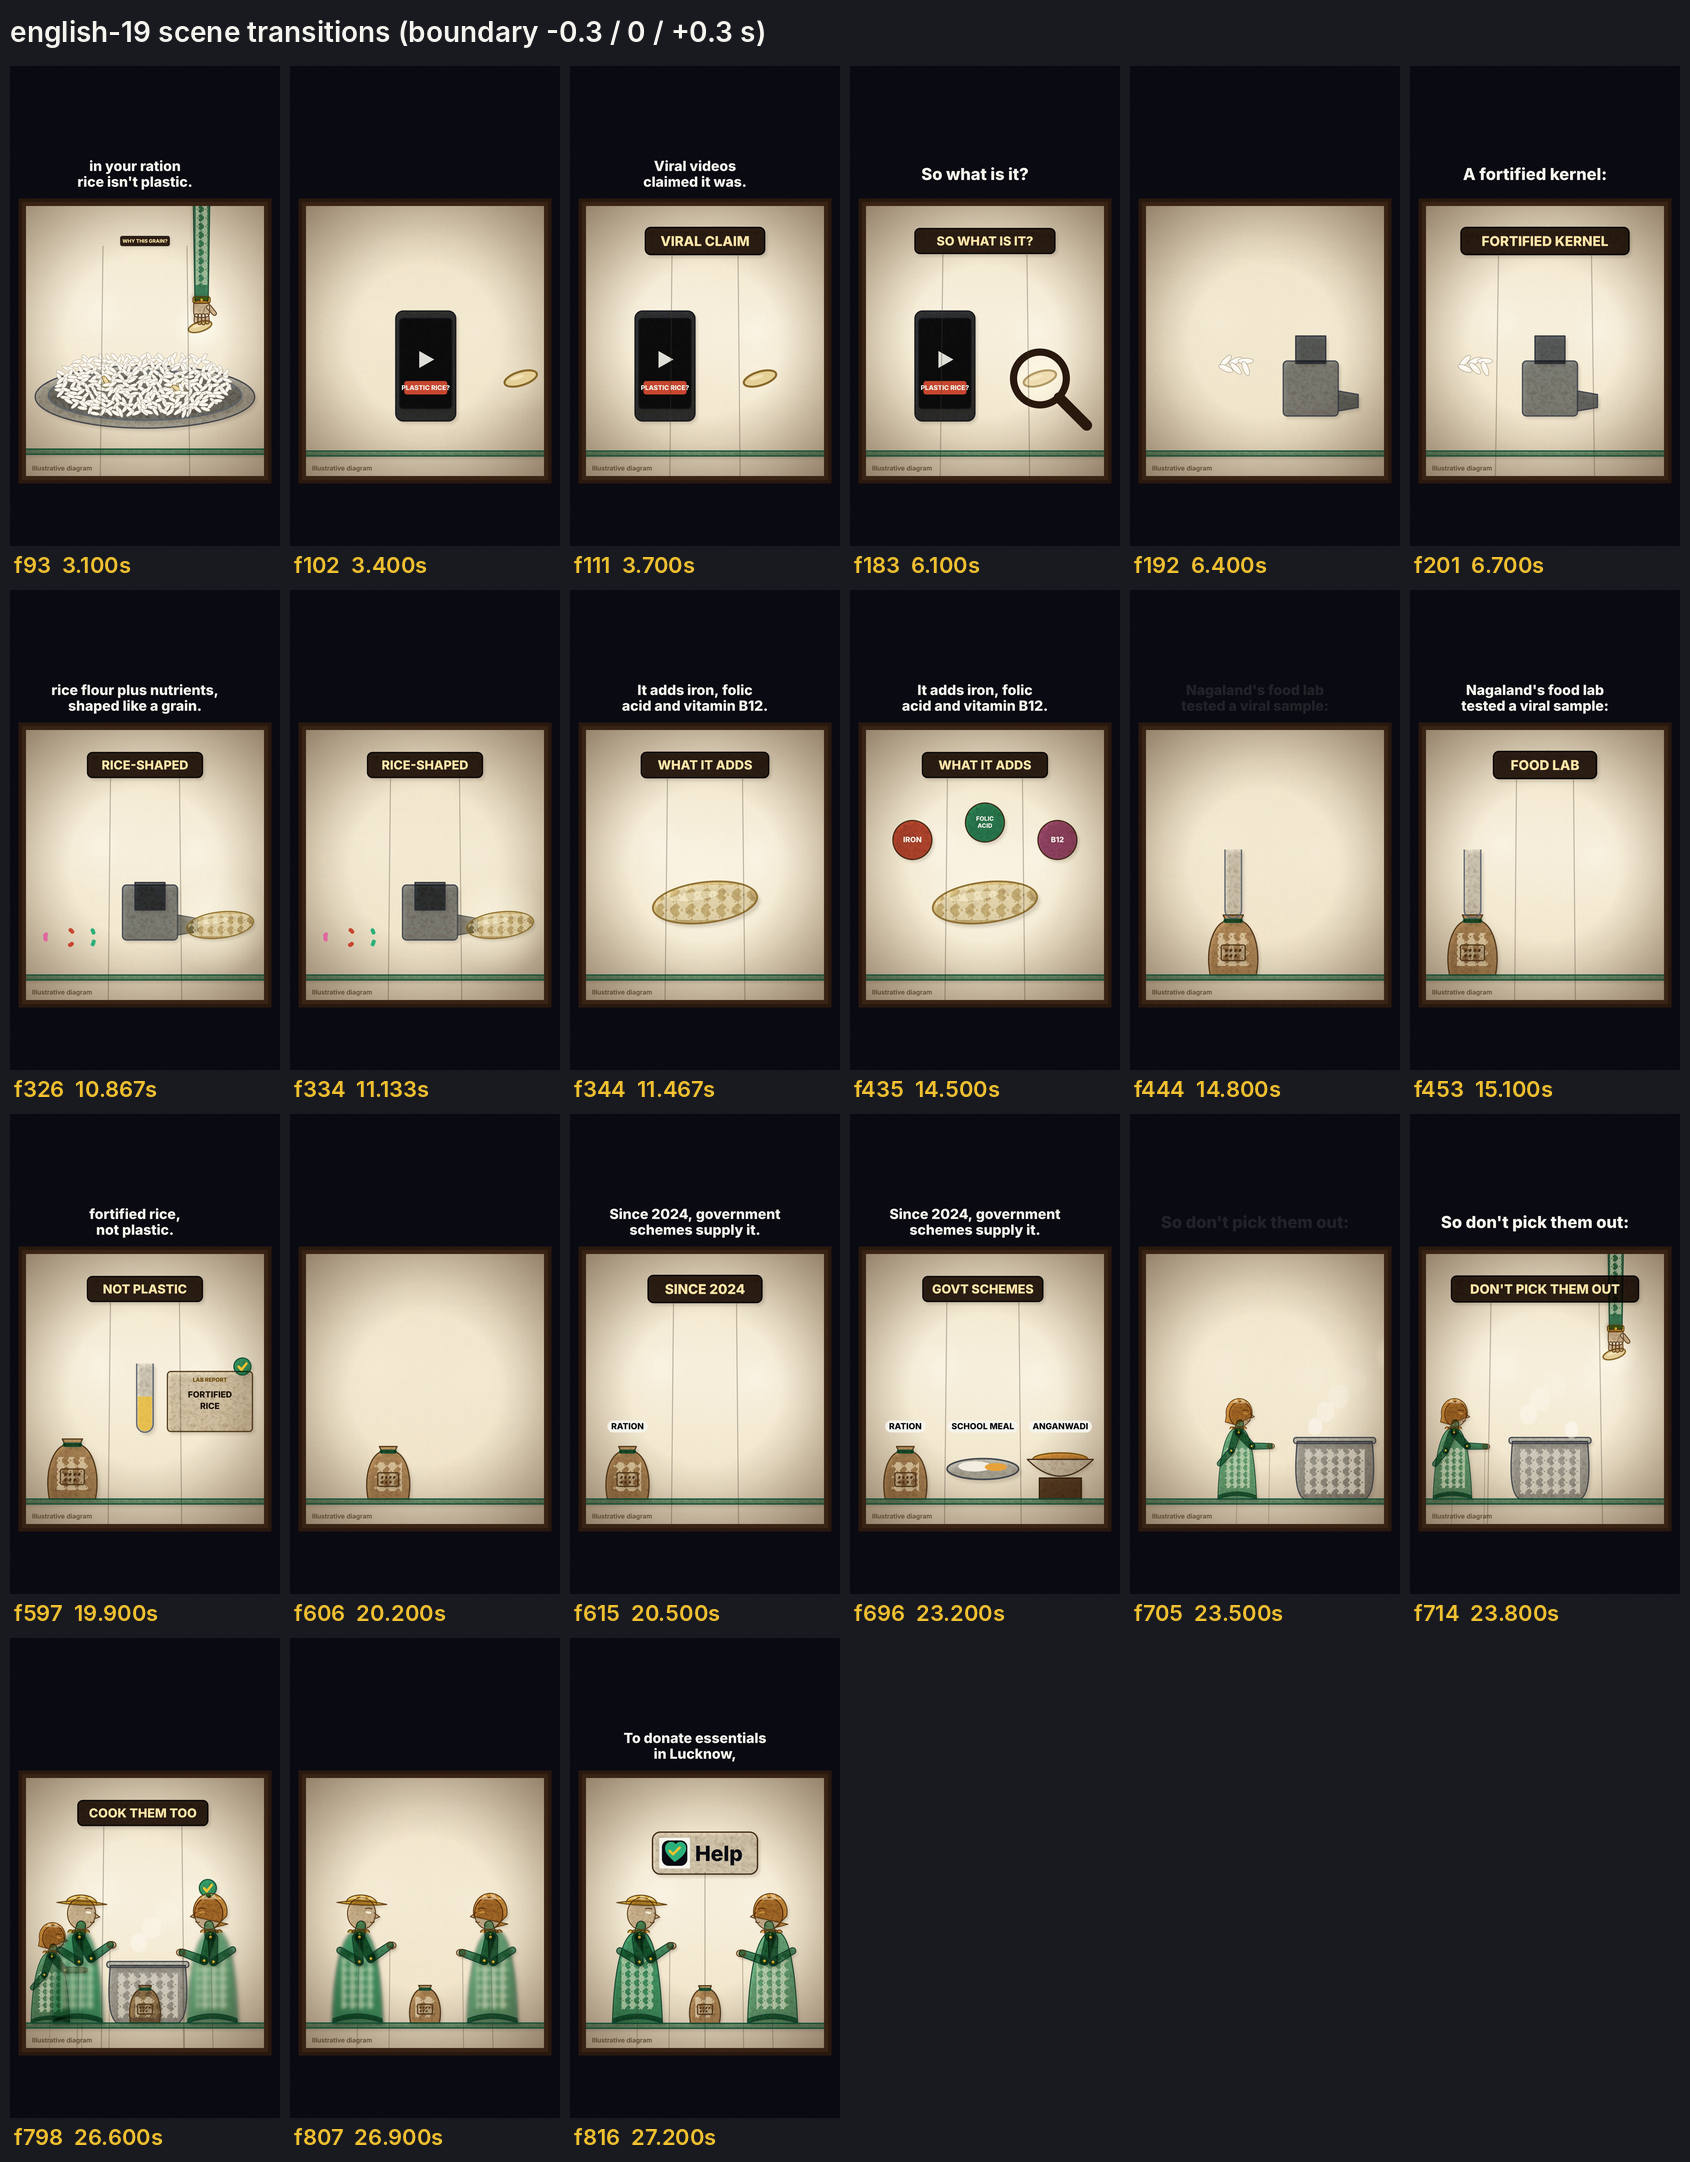 english-19 scene transitions (boundary -0.3 / 0 / +0.3 s)
in your ration
rice isn't plastic.
WHY THIS GRAIN?
Illustrative diagram
f93 3.100s
PLASTIC RICE?
Illustrative diagram
f102 3.400s
Viral videos
claimed it was.
VIRAL CLAIM
PLASTIC RICE?
Illustrative diagram
f111 3.700s
So what is it?
SO WHAT IS IT?
PLASTIC RICE?
Illustrative diagram
f183 6.100s
Illustrative diagram
f192 6.400s
A fortified kernel:
FORTIFIED KERNEL
Illustrative diagram
f201 6.700s
rice flour plus nutrients,
shaped like a grain.
RICE-SHAPED
Illustrative diagram
f326 10.867s
RICE-SHAPED
Illustrative diagram
f334 11.133s
It adds iron, folic
acid and vitamin B12.
WHAT IT ADDS
Illustrative diagram
f344 11.467s
It adds iron, folic
acid and vitamin B12.
WHAT IT ADDS
IRON
FOLIC
ACID
B12
Illustrative diagram
f435 14.500s
Nagaland's food lab
tested a viral sample:
Illustrative diagram
f444 14.800s
Nagaland's food lab
tested a viral sample:
FOOD LAB
Illustrative diagram
f453 15.100s
fortified rice,
not plastic.
NOT PLASTIC
LAB REPORT
FORTIFIED
RICE
Illustrative diagram
f597 19.900s
Illustrative diagram
f606 20.200s
Since 2024, government
schemes supply it.
SINCE 2024
RATION
Illustrative diagram
f615 20.500s
Since 2024, government
schemes supply it.
GOVT SCHEMES
RATION
SCHOOL MEAL
ANGANWADI
Illustrative diagram
f696 23.200s
So don't pick them out:
Illustrative diagram
f705 23.500s
So don't pick them out:
DON'T PICK THEM OUT
Illustrative diagram
f714 23.800s
COOK THEM TOO
Illustrative diagram
f798 26.600s
f807 26.900s
To donate essentials
in Lucknow,
Help
f816 27.200s